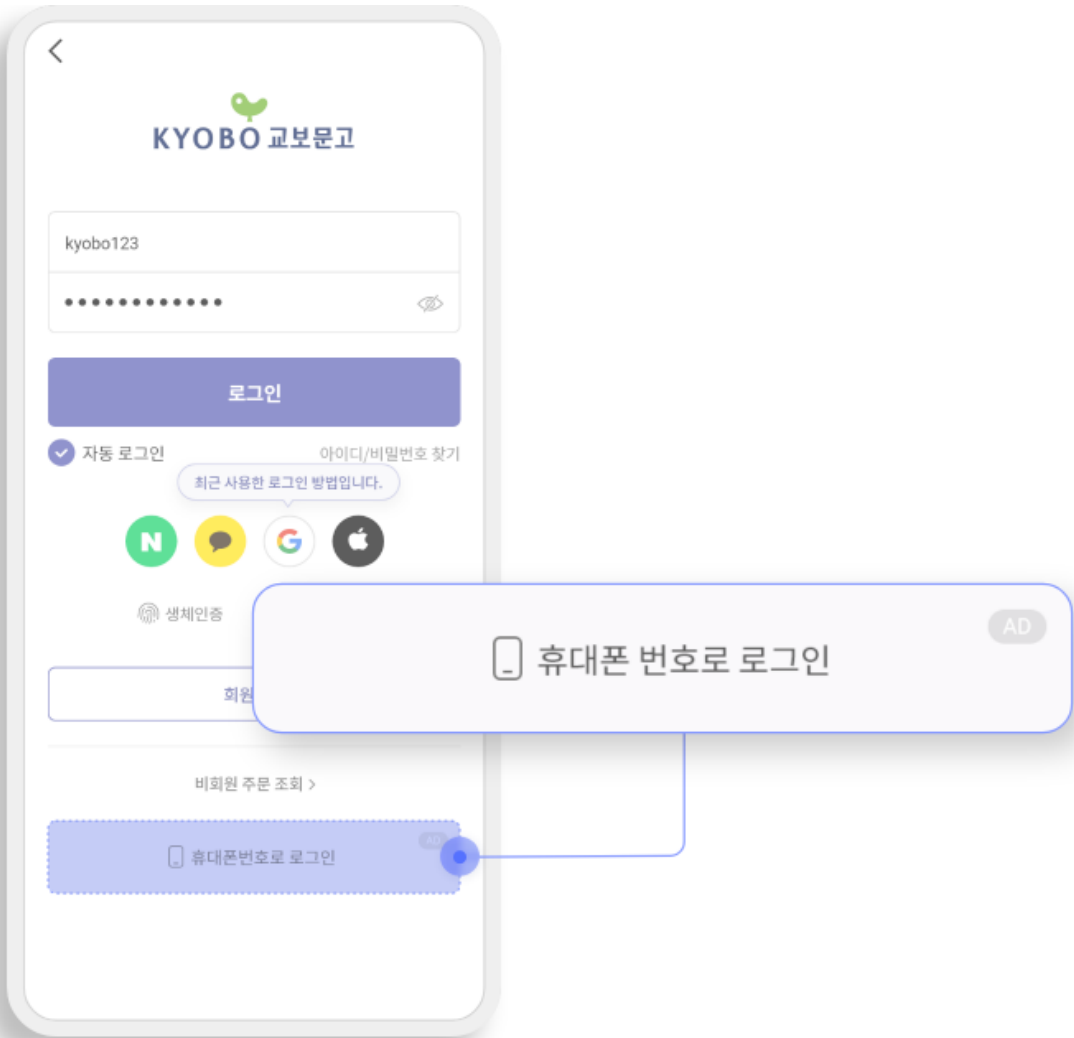 KYOBO 교보문고
kyobo123
로그인
자동 로그인
아이디/비밀번호 찾기
최근 사용한 로그인 방법입니다.
N
G
생체인증
AD
휴대폰 번호로 로그인
회원
비회원 주문 조회 >
AD
휴대폰번호로 로그인